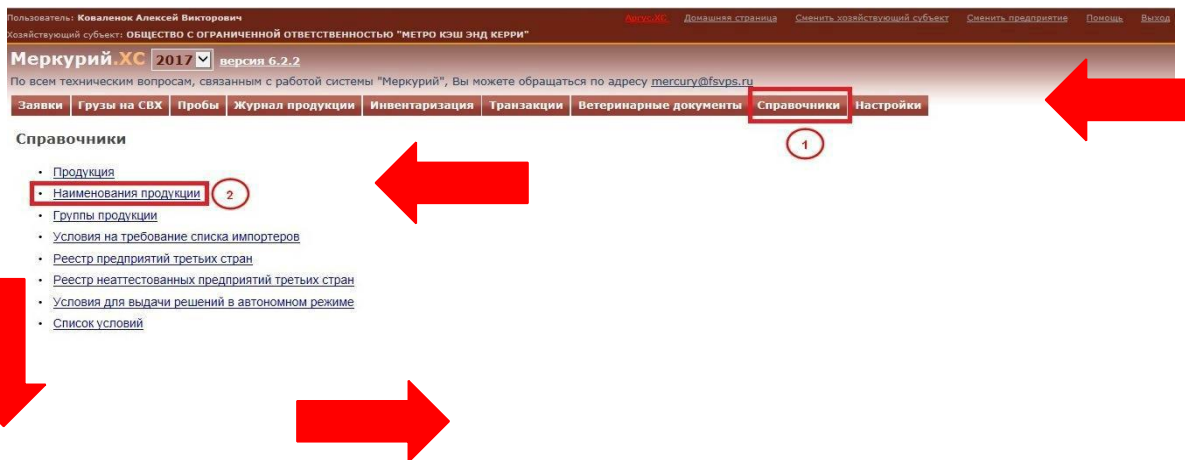 Пользователь: Коваленок Алексей Викторович Аргус-ХС Домашняя страница Сменить хозяйствующий субъект Сменить предприятие Помощь Выход
Хозяйствующий субъект: ОБЩЕСТВО С ОГРАНИЧЕННОЙ ОТВЕТСТВЕННОСТЬЮ "МЕТРО КЭШ ЭНД КЕРРИ"
Меркурий.ХС 2017 версия 6.2.2
По всем техническим вопросам, связанным с работой системы "Меркурий", Вы можете обращаться по адресу mercury@fsvps.ru
Заявки Грузы на СВХ Пробы Журнал продукции Инвентаризация Транзакции Ветеринарные документы Справочники Настройки
1
Справочники
• Продукция
• Наименования продукции 2
• Группы продукции
• Условия на требование списка импортеров
• Реестр предприятий третьих стран
• Реестр неаттестованных предприятий третьих стран
• Условия для выдачи решений в автономном режиме
• Список условий